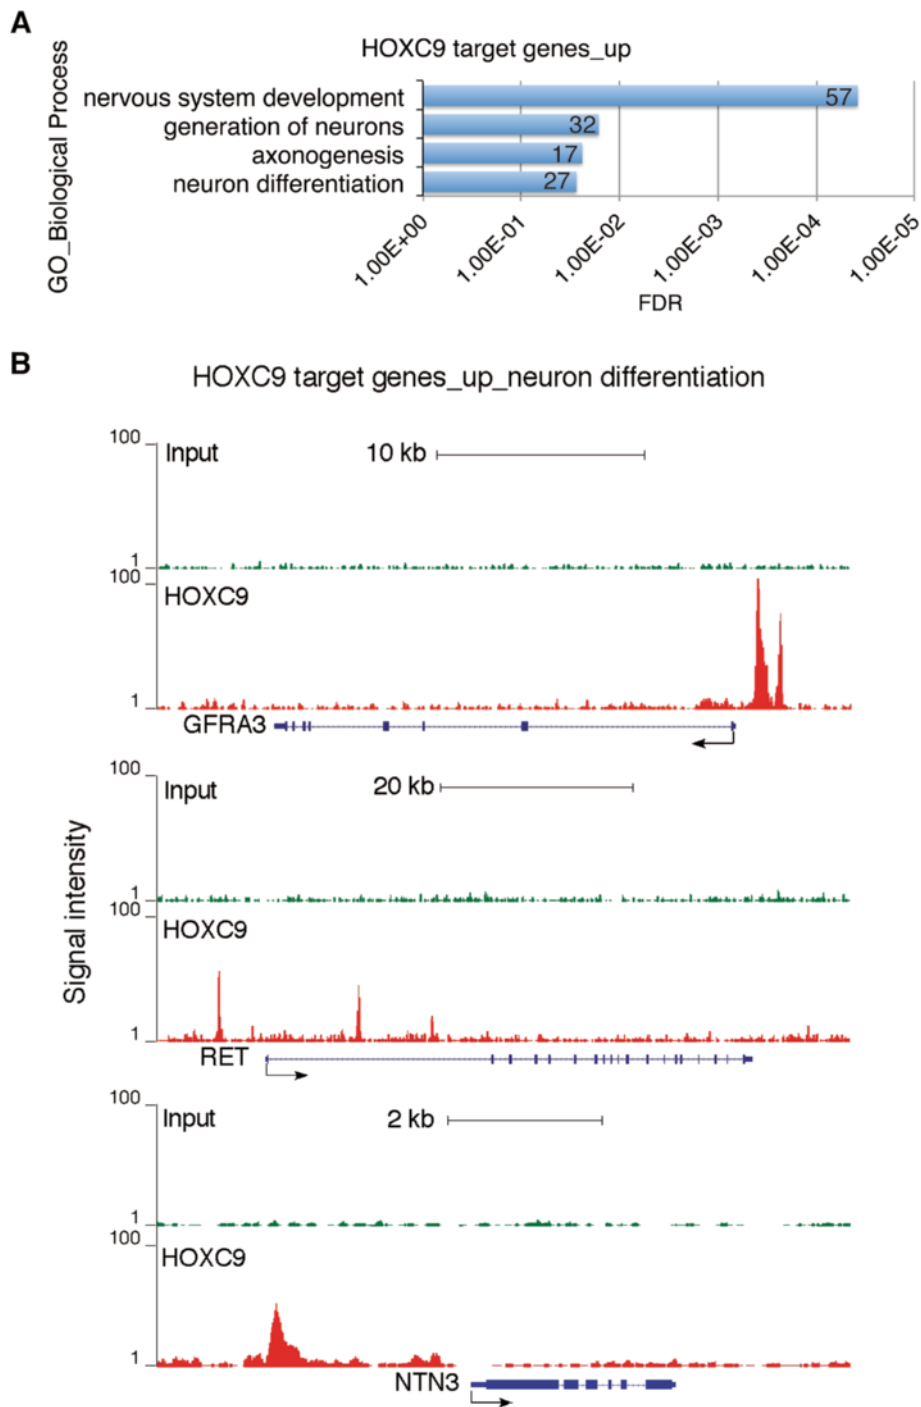 A
HOXC9 target genes_up
GO_Biological Process
nervous system development 57
generation of neurons 32
axonogenesis 17
neuron differentiation 27
1.00E+00 1.00E-01 1.00E-02 1.00E-03 1.00E-04 1.00E-05
FDR
B
HOXC9 target genes_up_neuron differentiation
Signal intensity
100
Input 10 kb
1
100
HOXC9
1
GFRA3
100
Input 20 kb
1
100
HOXC9
1
RET
100
Input 2 kb
1
100
HOXC9
1
NTN3